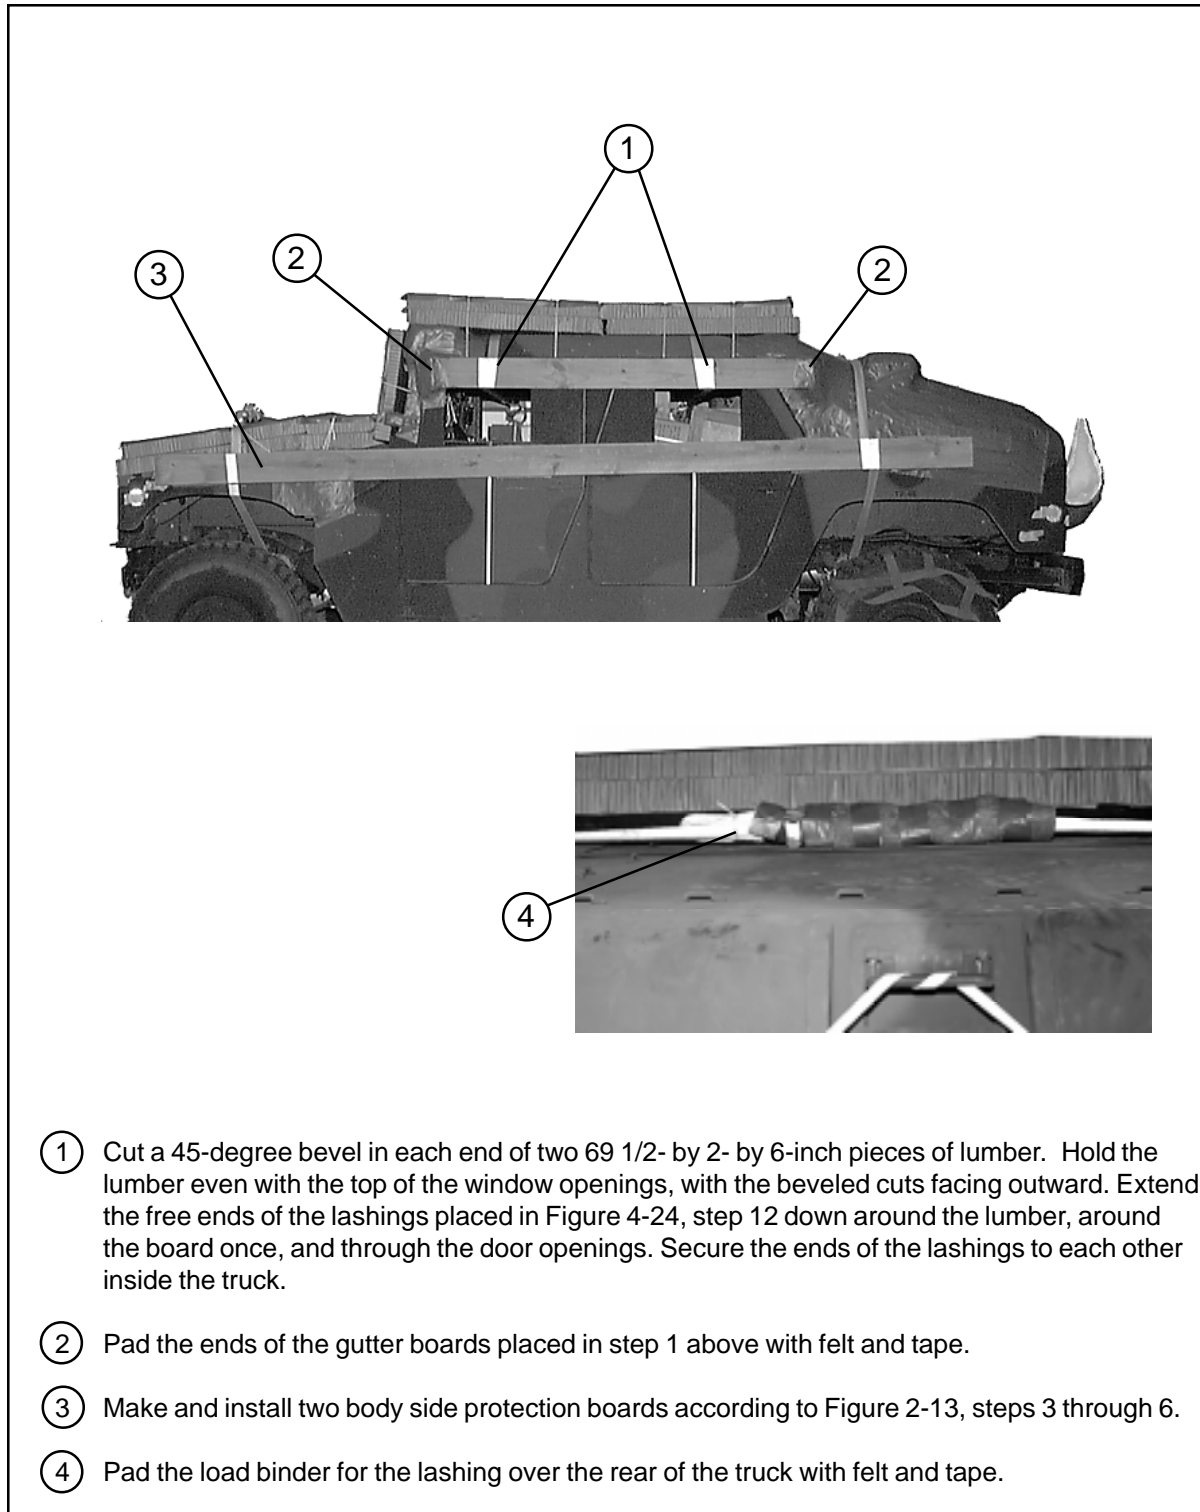 1
2
3
2
4
1 Cut a 45-degree bevel in each end of two 69 1/2- by 2- by 6-inch pieces of lumber. Hold the
lumber even with the top of the window openings, with the beveled cuts facing outward. Extend
the free ends of the lashings placed in Figure 4-24, step 12 down around the lumber, around
the board once, and through the door openings. Secure the ends of the lashings to each other
inside the truck.
2 Pad the ends of the gutter boards placed in step 1 above with felt and tape.
3 Make and install two body side protection boards according to Figure 2-13, steps 3 through 6.
4 Pad the load binder for the lashing over the rear of the truck with felt and tape.